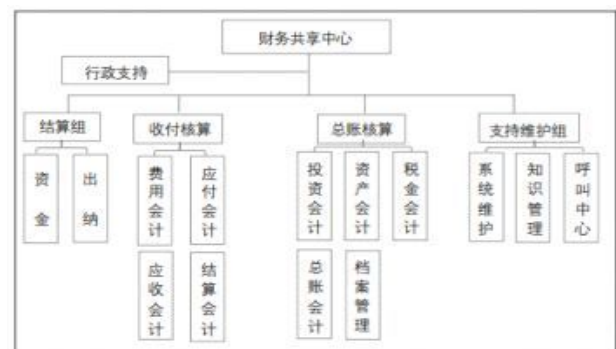 财务共享中心
行政支持
结算组
收付核算
总账核算
支持维护组
资金
出纳
费用会计
应付会计
投资会计
资产会计
税金会计
系统维护
知识管理
呼叫中心
应收会计
结算会计
总账会计
档案管理